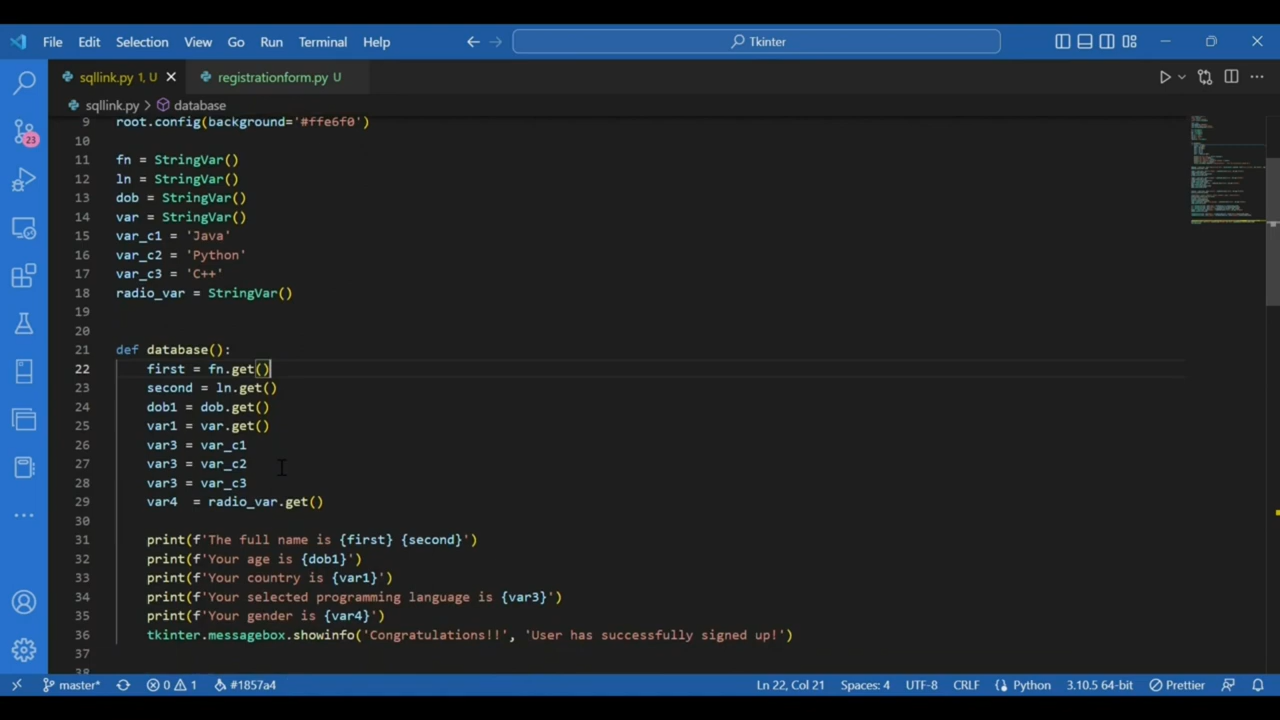 File Edit Selection View Go Run Terminal Help Tkinter
sqllink.py 1, U registrationform.py U
sqllink.py > database
9 root.config(background='#ffe6f0')
10
11 fn = StringVar()
12 ln = StringVar()
13 dob = StringVar()
14 var = StringVar()
15 var_c1 = 'Java'
16 var_c2 = 'Python'
17 var_c3 = 'C++'
18 radio_var = StringVar()
19
20
21 def database():
22 first = fn.get()
23 second = ln.get()
24 dob1 = dob.get()
25 var1 = var.get()
26 var3 = var_c1
27 var3 = var_c2
28 var3 = var_c3
29 var4  = radio_var.get()
30
31 print(f'The full name is {first} {second}')
32 print(f'Your age is {dob1}')
33 print(f'Your country is {var1}')
34 print(f'Your selected programming language is {var3}')
35 print(f'Your gender is {var4}')
36 tkinter.messagebox.showinfo('Congratulations!!', 'User has successfully signed up!')
37
38
23
master* 0 1 #1857a4 Ln 22, Col 21 Spaces: 4 UTF-8 CRLF Python 3.10.5 64-bit Prettier